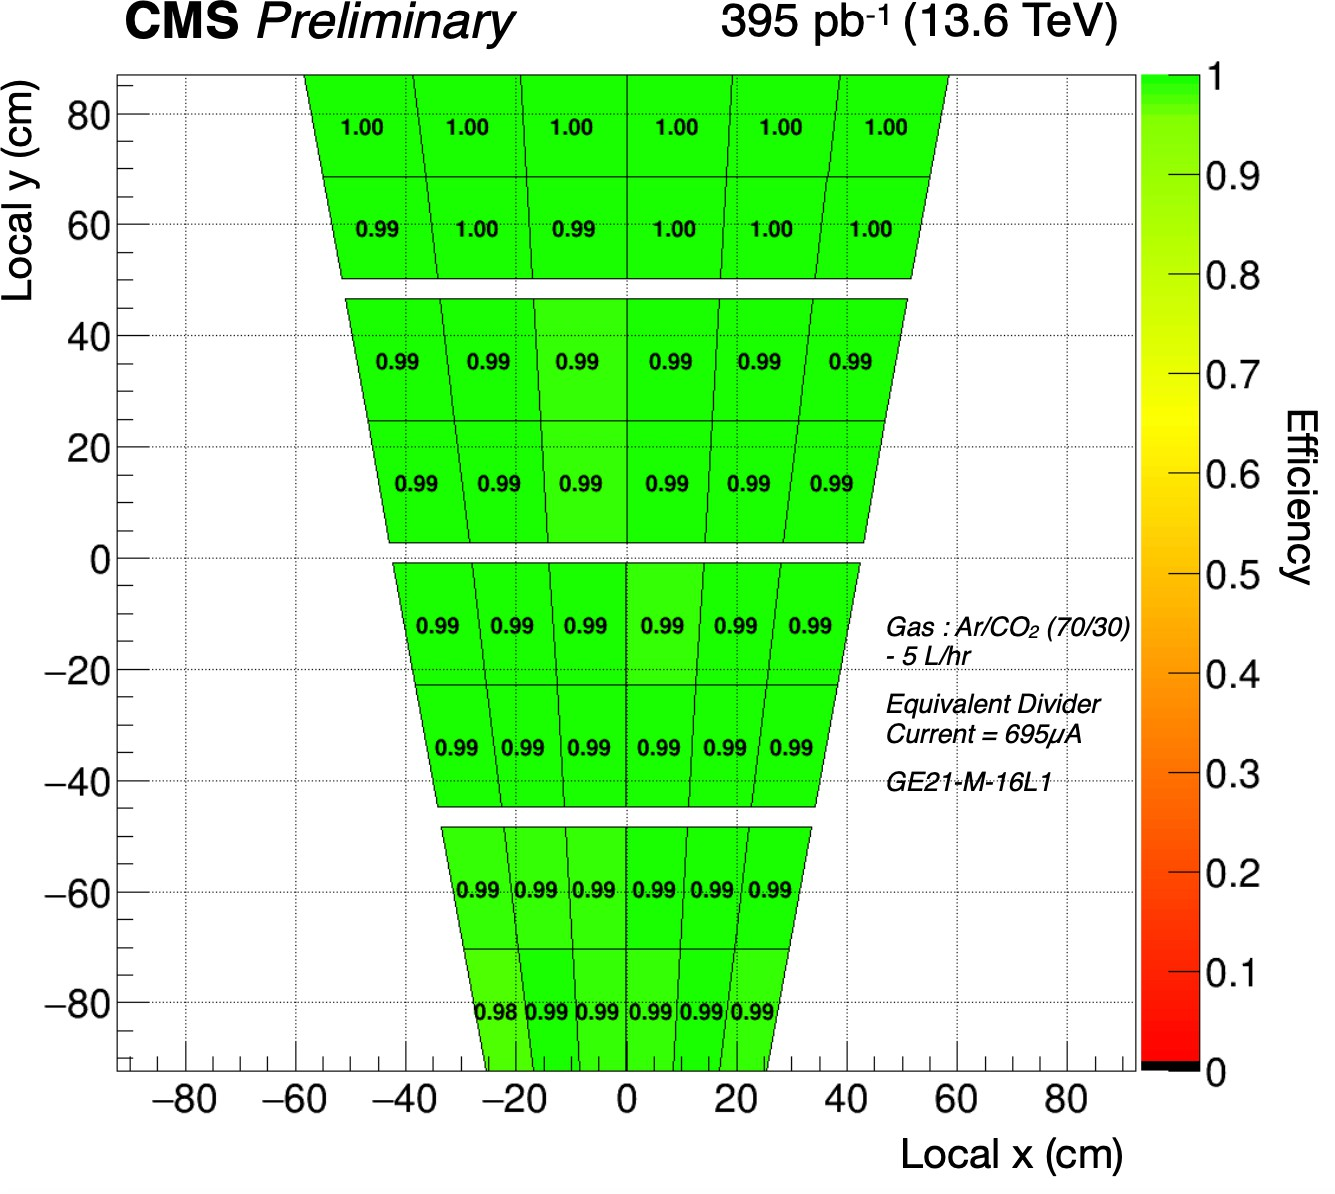 CMS Preliminary 395 pb-1 (13.6 TeV)
Local y (cm)
80
60
40
20
0
−20
−40
−60
−80
1.00 1.00 1.00 1.00 1.00 1.00
0.99 1.00 0.99 1.00 1.00 1.00
0.99 0.99 0.99 0.99 0.99 0.99
0.99 0.99 0.99 0.99 0.99 0.99
0.99 0.99 0.99 0.99 0.99 0.99
0.99 0.99 0.99 0.99 0.99 0.99
0.99 0.99 0.99 0.99 0.99 0.99
0.98 0.99 0.99 0.99 0.99 0.99
Gas : Ar/CO₂ (70/30)
- 5 L/hr
Equivalent Divider
Current = 695µA
GE21-M-16L1
−80 −60 −40 −20 0 20 40 60 80
Local x (cm)
1
0.9
0.8
0.7
0.6
0.5
0.4
0.3
0.2
0.1
0
Efficiency